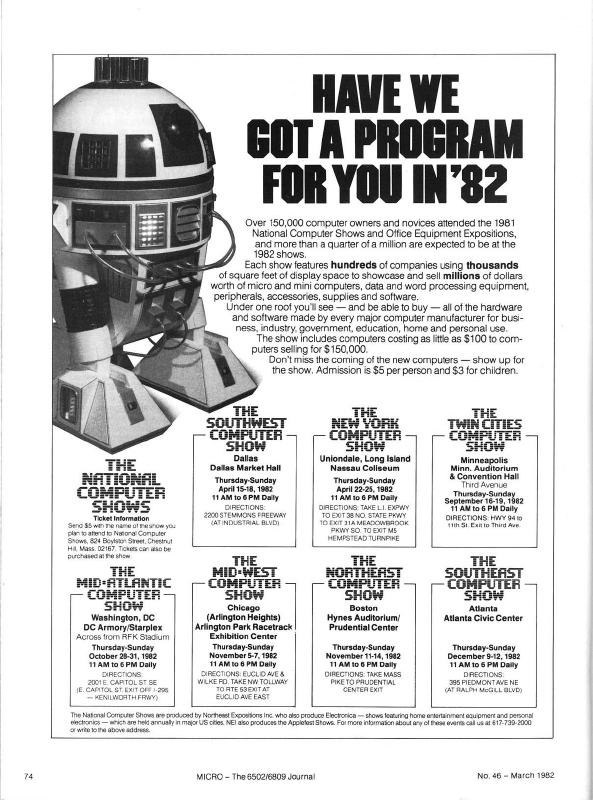 HAVE WE
GOT A PROGRAM
FOR YOU IN '82
Over 150,000 computer owners and novices attended the 1981
National Computer Shows and Office Equipment Expositions,
and more than a quarter of a million are expected to be at the
1982 shows.
Each show features hundreds of companies using thousands
of square feet of display space to showcase and sell millions of dollars
worth of micro and mini computers, data and word processing equipment,
peripherals, accessories, supplies and software.
Under one roof you'll see — and be able to buy — all of the hardware
and software made by every major computer manufacturer for busi-
ness, industry, government, education, home and personal use.
The show includes computers costing as little as $100 to com-
puters selling for $150,000.
Don't miss the coming of the new computers — show up for
the show. Admission is $5 per person and $3 for children.
THE
NATIONAL
COMPUTER
SHOWS
Ticket Information
Send $5 with the name of the show you
plan to attend to National Computer
Shows, 824 Boylston Street, Chestnut
Hill, Mass. 02167. Tickets can also be
purchased at the show.
THE
SOUTHWEST
COMPUTER
SHOW
Dallas
Dallas Market Hall
Thursday-Sunday
April 15-18, 1982
11 AM to 6 PM Daily
DIRECTIONS:
2200 STEMMONS FREEWAY
(AT INDUSTRIAL BLVD)
THE
NEW YORK
COMPUTER
SHOW
Uniondale, Long Island
Nassau Coliseum
Thursday-Sunday
April 22-25, 1982
11 AM to 6 PM Daily
DIRECTIONS: TAKE L.I. EXPWY
TO EXIT 38 NO. STATE PKWY
TO EXIT 31A MEADOWBROOK
PKWY SO. TO EXIT M5
HEMPSTEAD TURNPIKE
THE
TWIN CITIES
COMPUTER
SHOW
Minneapolis
Minn. Auditorium
& Convention Hall
Third Avenue
Thursday-Sunday
September 16-19, 1982
11 AM to 6 PM Daily
DIRECTIONS: HWY 94 to
11th St. Exit to Third Ave.
THE
MID-ATLANTIC
COMPUTER
SHOW
Washington, DC
DC Armory/Starplex
Across from RFK Stadium
Thursday-Sunday
October 28-31, 1982
11 AM to 6 PM Daily
DIRECTIONS:
2001 E. CAPITOL ST. SE
(E. CAPITOL ST. EXIT OFF I-295
— KENILWORTH FRWY)
THE
MID-WEST
COMPUTER
SHOW
Chicago
(Arlington Heights)
Arlington Park Racetrack
Exhibition Center
Thursday-Sunday
November 5-7, 1982
11 AM to 6 PM Daily
DIRECTIONS: EUCLID AVE &
WILKE RD. TAKE NW TOLLWAY
TO RTE 53 EXIT AT
EUCLID AVE EAST
THE
NORTHEAST
COMPUTER
SHOW
Boston
Hynes Auditorium/
Prudential Center
Thursday-Sunday
November 11-14, 1982
11 AM to 6 PM Daily
DIRECTIONS: TAKE MASS
PIKE TO PRUDENTIAL
CENTER EXIT
THE
SOUTHEAST
COMPUTER
SHOW
Atlanta
Atlanta Civic Center
Thursday-Sunday
December 9-12, 1982
11 AM to 6 PM Daily
DIRECTIONS:
395 PIEDMONT AVE NE
(AT RALPH McGILL BLVD)
The National Computer Shows are produced by Northeast Expositions Inc. who also produce Electronica — shows featuring home entertainment equipment and personal
electronics — which are held annually in major US cities. NEI also produces the Applefest Shows. For more information about any of these events call us at 617-739-2000
or write to the above address.
74
MICRO – The 6502/6809 Journal
No. 46 – March 1982